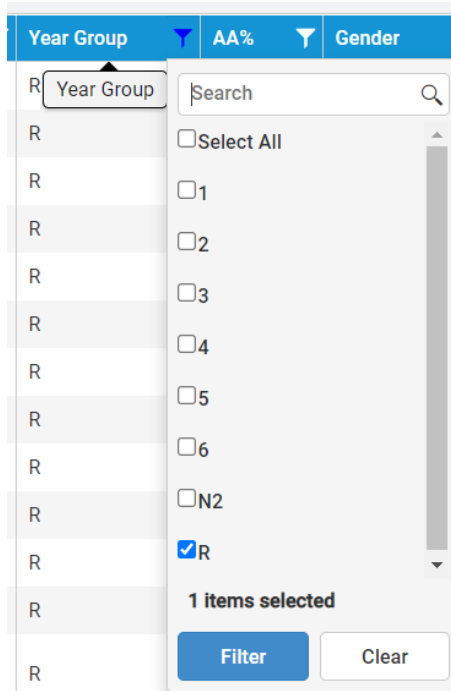 Year Group AA% Gender
R
Year Group
Search
R
Select All
R
1
R
2
R
3
R
4
R
5
R
6
R
N2
R
R
R
1 items selected
R
Filter Clear
R